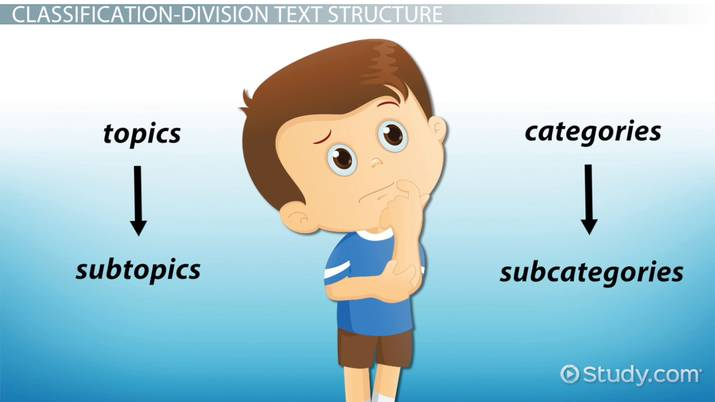 CLASSIFICATION-DIVISION TEXT STRUCTURE
topics
subtopics
categories
subcategories
Study.com